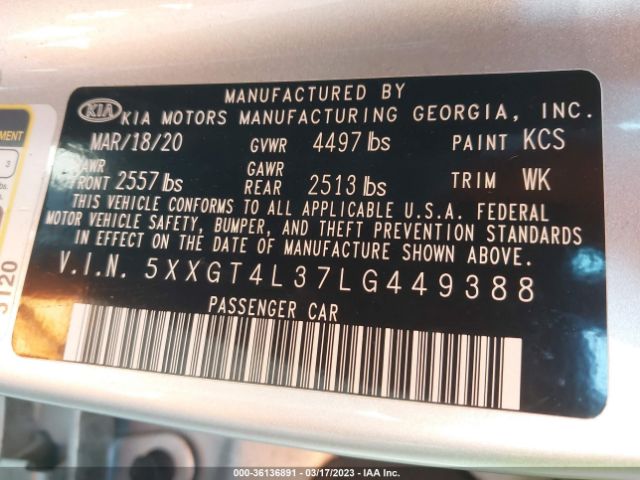 MANUFACTURED BY
KIA KIA MOTORS MANUFACTURING GEORGIA, INC.
MAR/18/20 GVWR 4497 lbs PAINT KCS
GAWR
FRONT 2557 lbs REAR 2513 lbs TRIM WK
THIS VEHICLE CONFORMS TO ALL APPLICABLE U.S.A. FEDERAL
MOTOR VEHICLE SAFETY, BUMPER, AND THEFT PREVENTION STANDARDS
IN EFFECT ON THE DATE OF MANUFACTURE SHOWN ABOVE.
V.I.N. 5XXGT4L37LG449388
PASSENGER CAR
3
000-36136891 - 03/17/2023 - IAA Inc.